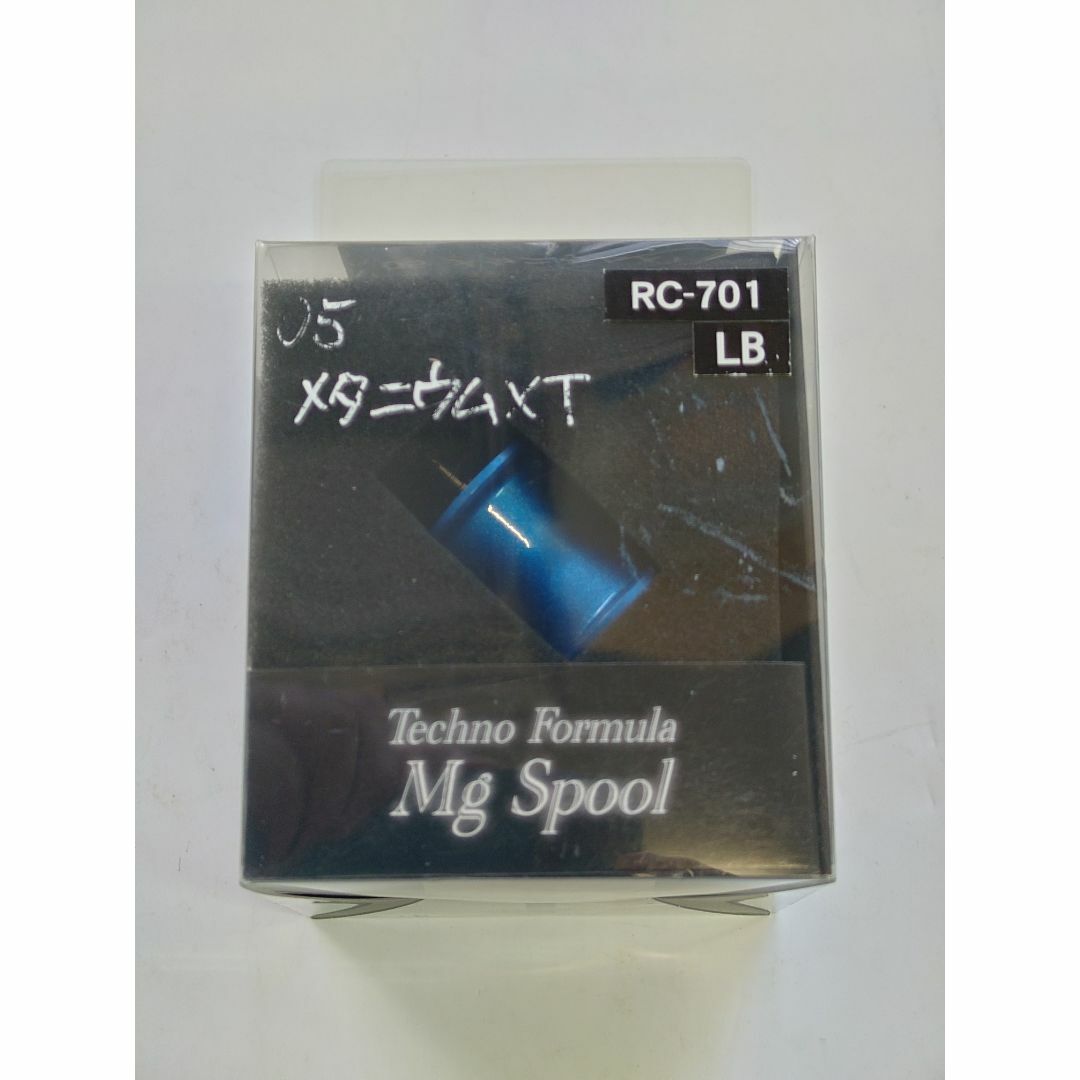 RC-701
LB
05
メタニウムXT
Techno Formula
Mg Spool